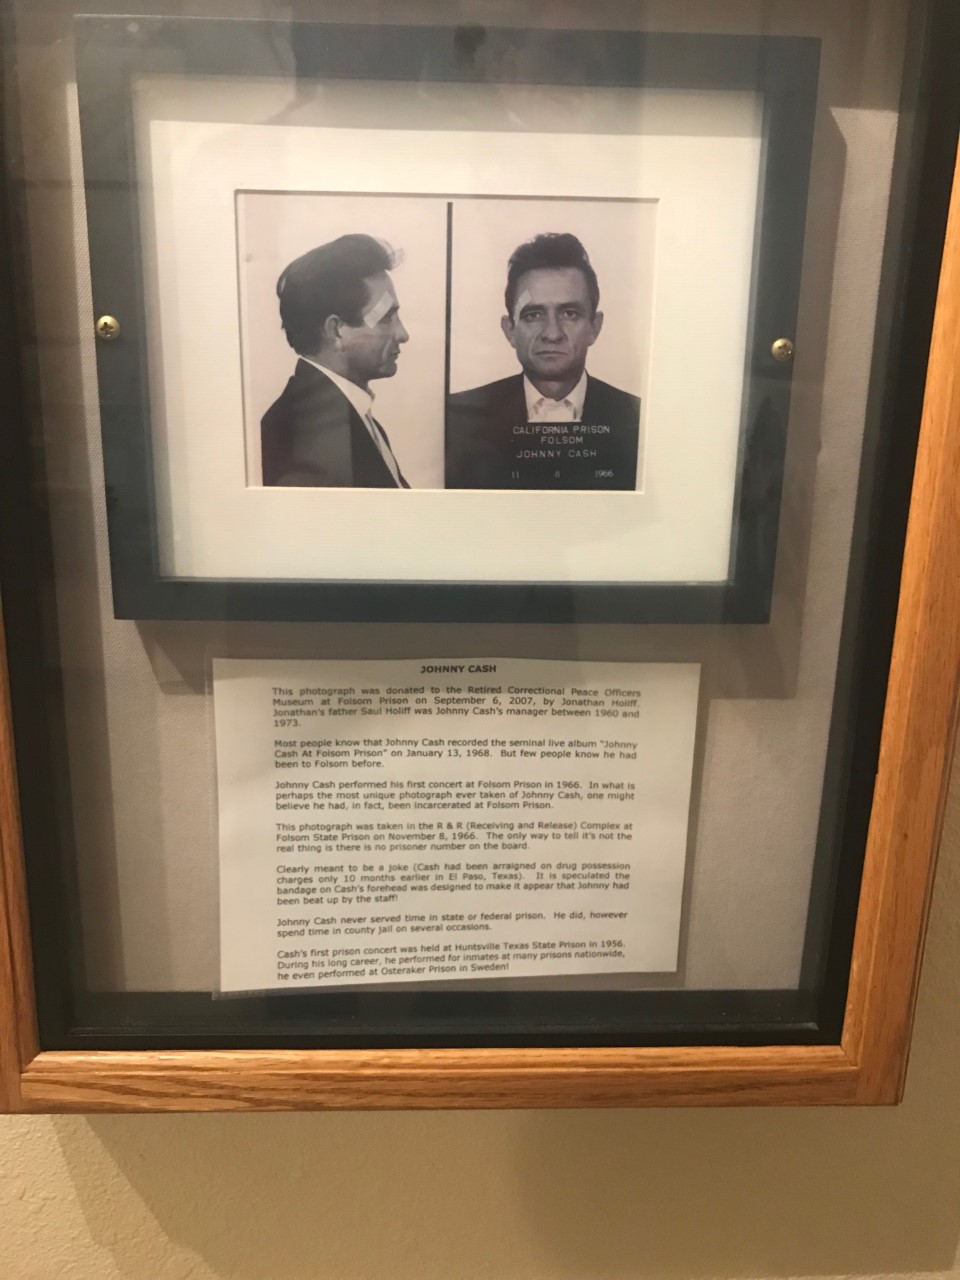 CALIFORNIA PRISON
FOLSOM
JOHNNY CASH
11 8 1966
JOHNNY CASH
This photograph was donated to the Retired Correctional Peace Officers
Museum at Folsom Prison on September 6, 2007, by Jonathan Holiff.
Jonathan's father Saul Holiff was Johnny Cash's manager between 1960 and
1973.
Most people know that Johnny Cash recorded the seminal live album "Johnny
Cash At Folsom Prison" on January 13, 1968. But few people know he had
been to Folsom before.
Johnny Cash performed his first concert at Folsom Prison in 1966. In what is
perhaps the most unique photograph ever taken of Johnny Cash, one might
believe he had, in fact, been incarcerated at Folsom Prison.
This photograph was taken in the R & R (Receiving and Release) Complex at
Folsom State Prison on November 8, 1966. The only way to tell it's not the
real thing is there is no prisoner number on the board.
Clearly meant to be a joke (Cash had been arraigned on drug possession
charges only 10 months earlier in El Paso, Texas). It is speculated the
bandage on Cash's forehead was designed to make it appear that Johnny had
been beat up by the staff!
Johnny Cash never served time in state or federal prison. He did, however
spend time in county jail on several occasions.
Cash's first prison concert was held at Huntsville Texas State Prison in 1956.
During his long career, he performed for inmates at many prisons nationwide,
he even performed at Osteraker Prison in Sweden!